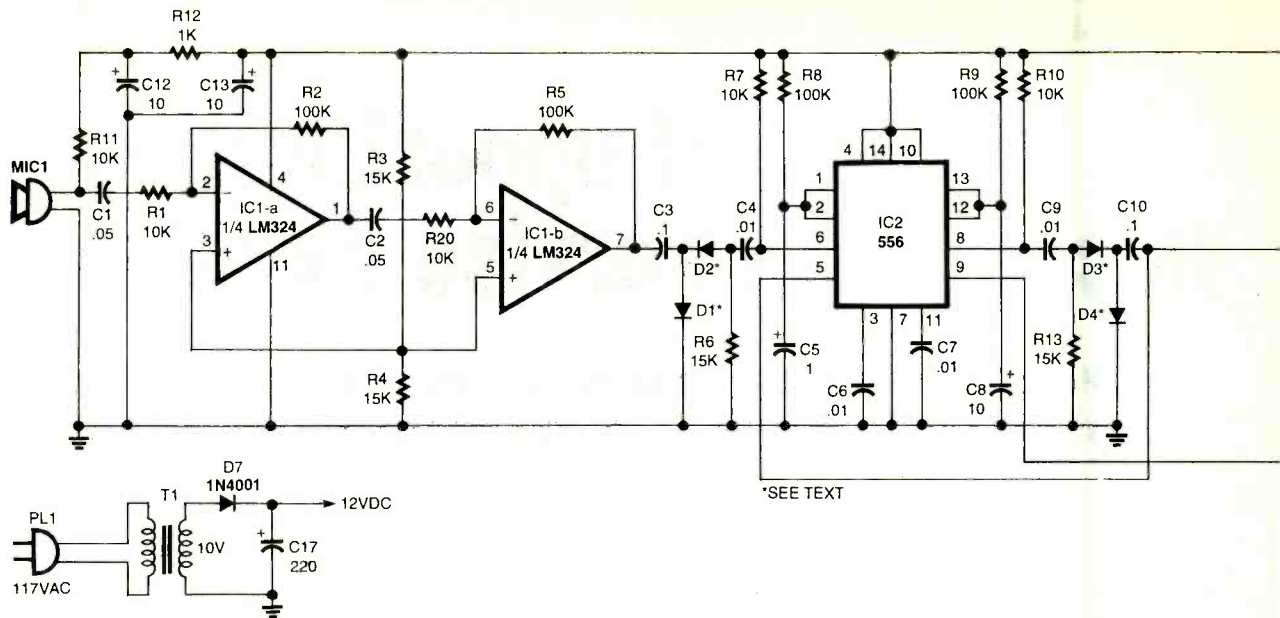 R12
1K
C12
10
C13
10
R2
100K
R11
10K
MIC1
C1
.05
R1
10K
2
−
3
+
IC1-a
1/4 LM324
4
11
1
C2
.05
R3
15K
R4
15K
R20
10K
R5
100K
6
−
5
+
IC1-b
1/4 LM324
7
C3
.1
D1*
D2*
C4
.01
R6
15K
R7
10K
R8
100K
C5
1
+
4
14
10
1
2
6
5
IC2
556
13
12
8
9
3
7
11
C6
.01
C7
.01
R9
100K
R10
10K
C8
10
+
C9
.01
D3*
C10
.1
R13
15K
D4*
*SEE TEXT
PL1
117VAC
T1
10V
D7
1N4001
12VDC
+
C17
220